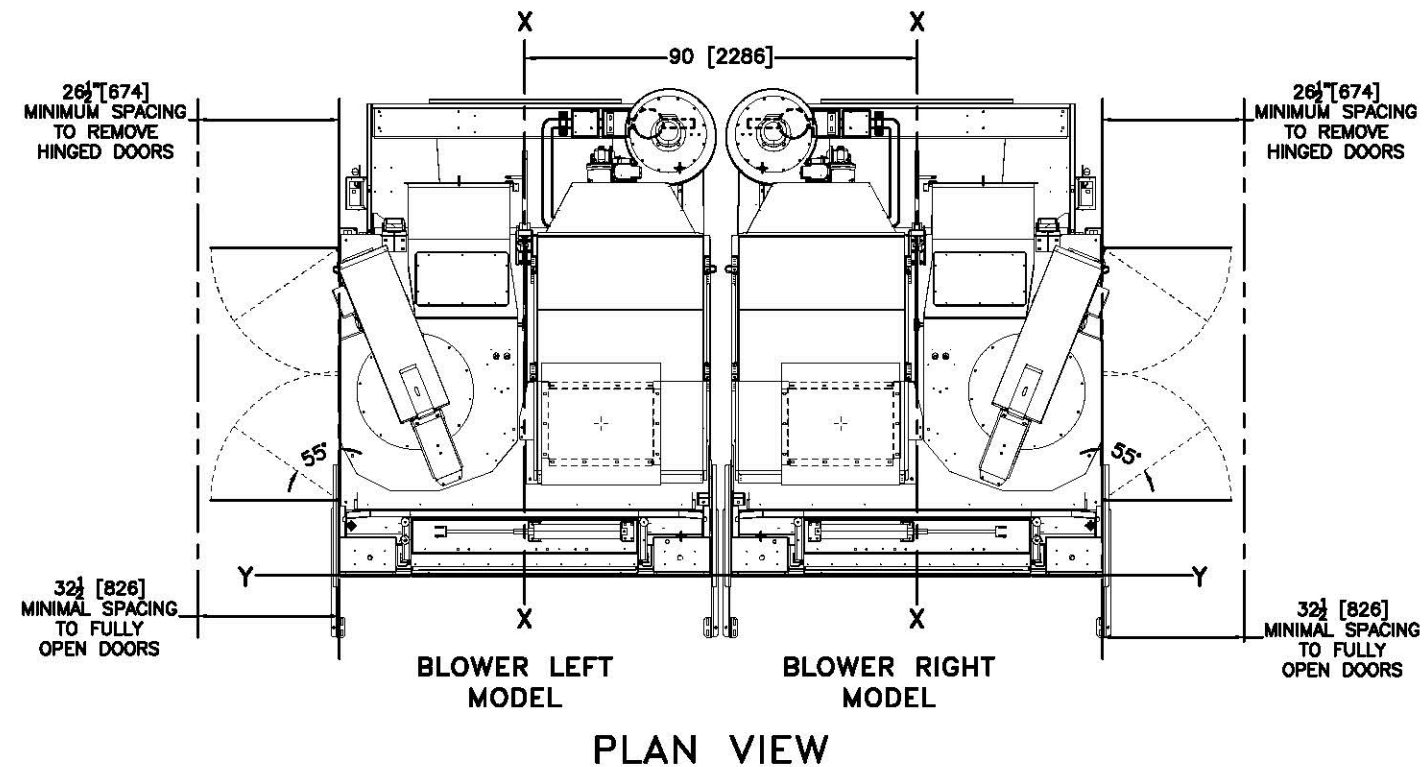 X
X
90 [2286]
26½"[674]
MINIMUM SPACING
TO REMOVE
HINGED DOORS
26½"[674]
MINIMUM SPACING
TO REMOVE
HINGED DOORS
55°
55°
Y
Y
32½ [826]
MINIMAL SPACING
TO FULLY
OPEN DOORS
X
X
32½ [826]
MINIMAL SPACING
TO FULLY
OPEN DOORS
BLOWER LEFT
MODEL
BLOWER RIGHT
MODEL
PLAN VIEW